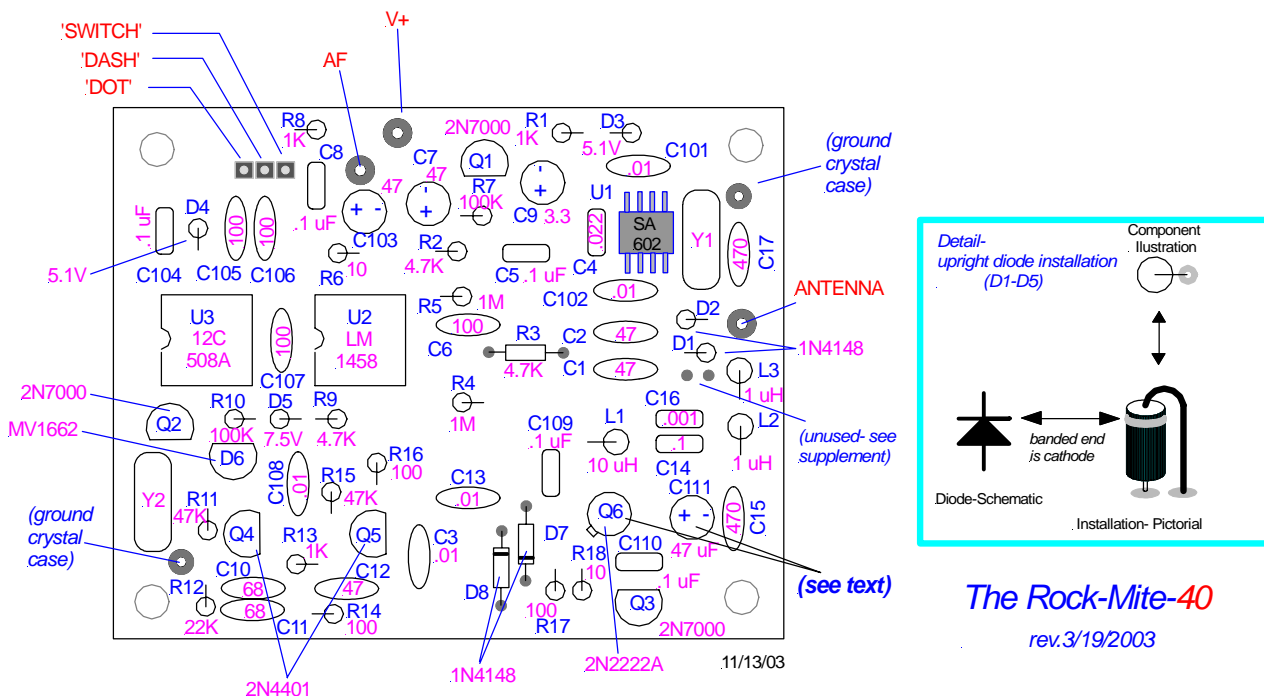 'SWITCH'
'DASH'
'DOT'
V+
AF
R8
1K
C8
.1 uF
C7
47
47
2N7000
Q1
R7
100K
R1
1K
D3
5.1V
C101
.01
(ground
crystal
case)
.1 uF
D4
5.1V
C104
100
100
C105
C106
+ -
C103
R6
10
-
+
R2
4.7K
-
+
C9
3.3
C5
.1 uF
U1
SA
602
.022
C4
Y1
470
C17
C102
.01
ANTENNA
U3
12C
508A
100
C107
U2
LM
1458
R5
1M
100
C6
R3
4.7K
C2
47
C1
47
D2
D1
1N4148
L3
1 uH
L2
1 uH
2N7000
Q2
MV1662
R10
100K
D5
7.5V
R9
4.7K
R4
1M
C109
.1 uF
L1
10 uH
C16
.001
.1
C14
(unused- see
supplement)
D6
C108
.01
R15
47K
R16
100
C13
.01
C111
+ -
47 uF
470
C15
Y2
(ground
crystal
case)
R11
47K
Q4
R13
1K
Q5
C3
.01
D7
D8
Q6
R18
10
C110
.1 uF
(see text)
R12
22K
C10
68
68
C11
C12
47
R14
100
100
R17
Q3
2N7000
2N4401
1N4148
2N2222A
11/13/03
Detail-
upright diode installation
(D1-D5)
Component
Ilustration
banded end
is cathode
Diode-Schematic
Installation- Pictorial
The Rock-Mite-40
rev.3/19/2003